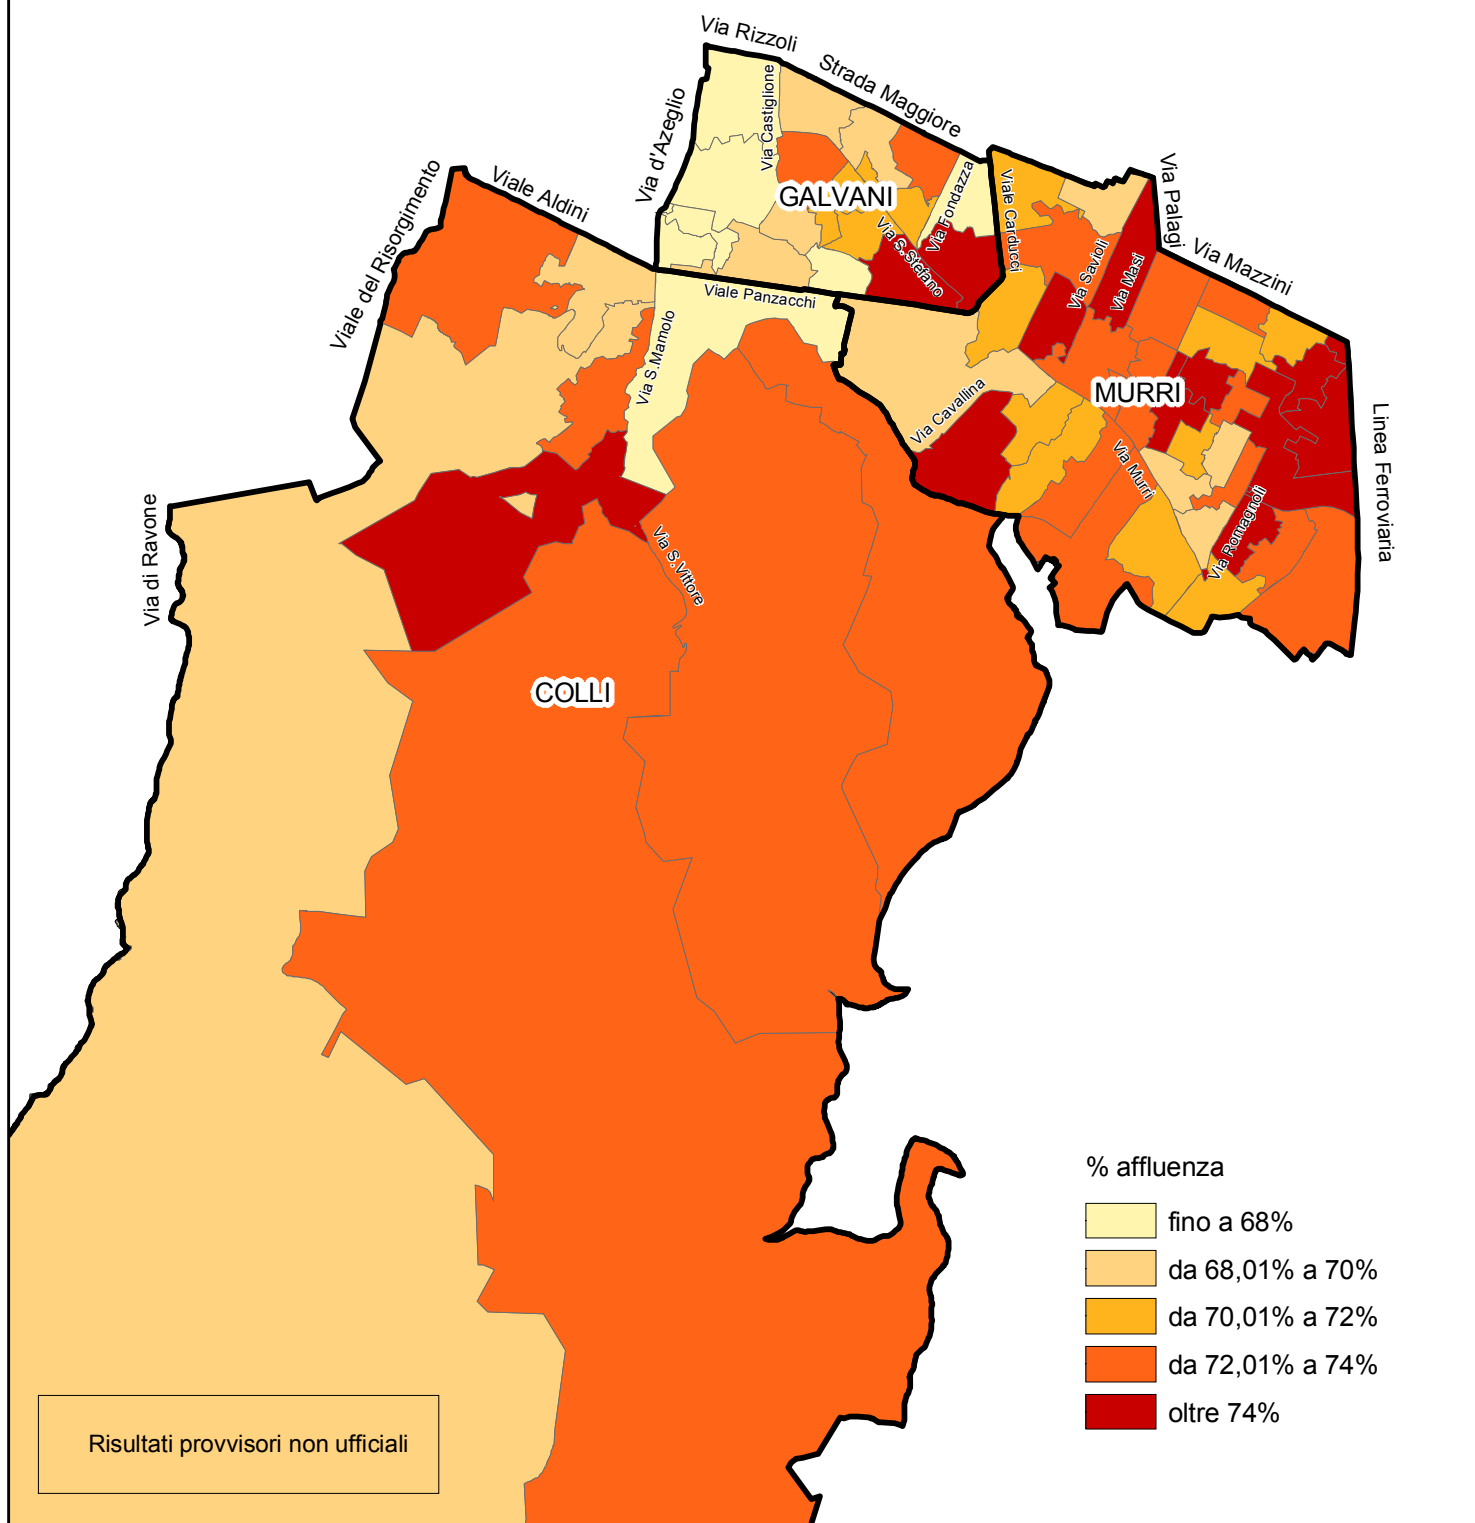 Via Rizzoli
Strada Maggiore
Via d'Azeglio
Via Castiglione
GALVANI
Via Fondazza
Via S.Stefano
Viale Carducci
Via Palagi
Via Mazzini
Via Savioli
Via Masi
Viale del Risorgimento
Viale Aldini
Viale Panzacchi
Via S.Mamolo
Via Cavallina
MURRI
Via Murri
Via Romagnoli
Linea Ferroviaria
Via di Ravone
Via S.Vittore
COLLI
% affluenza
fino a 68%
da 68,01% a 70%
da 70,01% a 72%
da 72,01% a 74%
oltre 74%
Risultati provvisori non ufficiali